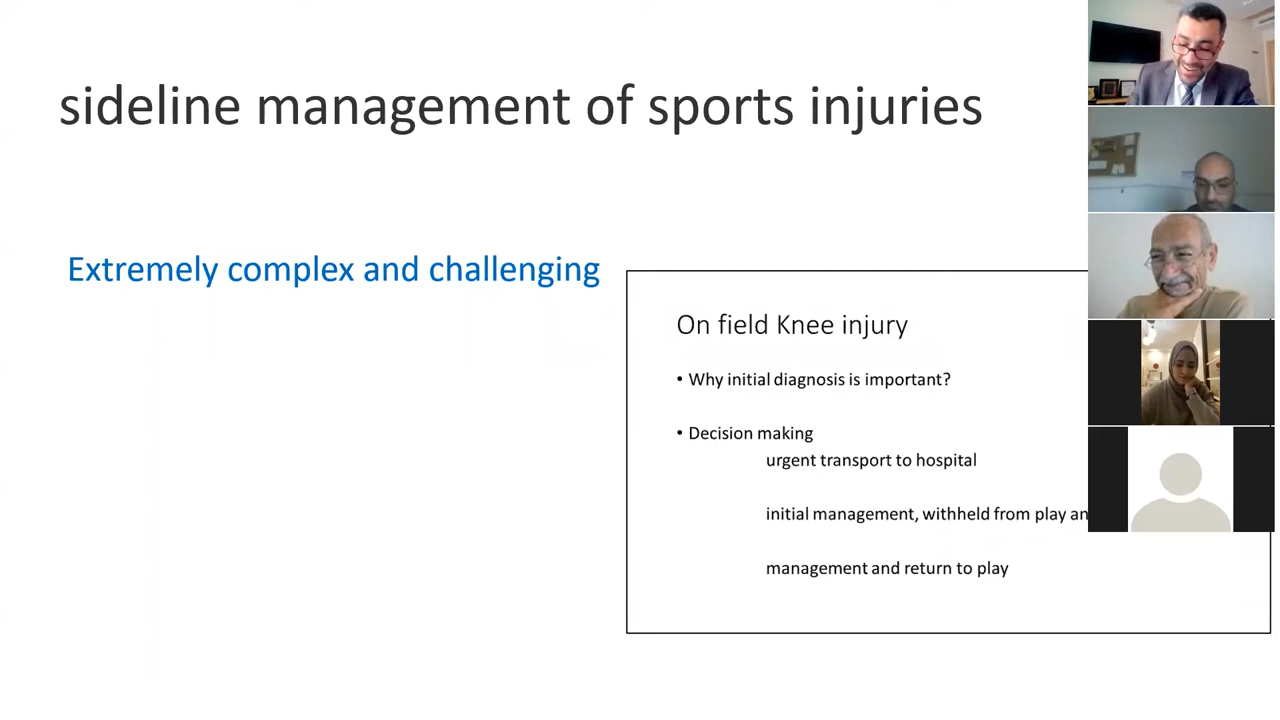 sideline management of sports injuries
Extremely complex and challenging
On field Knee injury
• Why initial diagnosis is important?
• Decision making
urgent transport to hospital
initial management, withheld from play an
management and return to play